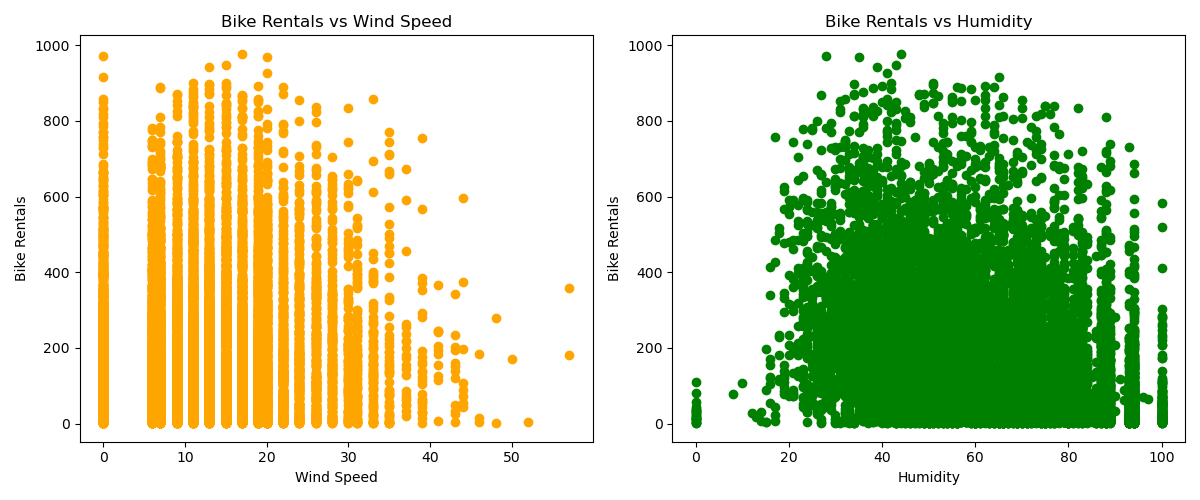 Bike Rentals vs Wind Speed
1000
800
600
400
200
0
Bike Rentals
0 10 20 30 40 50
Wind Speed
Bike Rentals vs Humidity
1000
800
600
400
200
0
Bike Rentals
0 20 40 60 80 100
Humidity